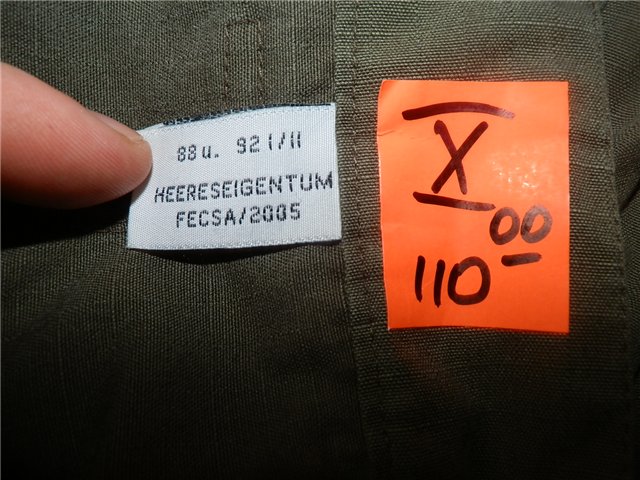 88 u. 92 I/II
HEERESEIGENTUM
FECSA/2005
X
110 00